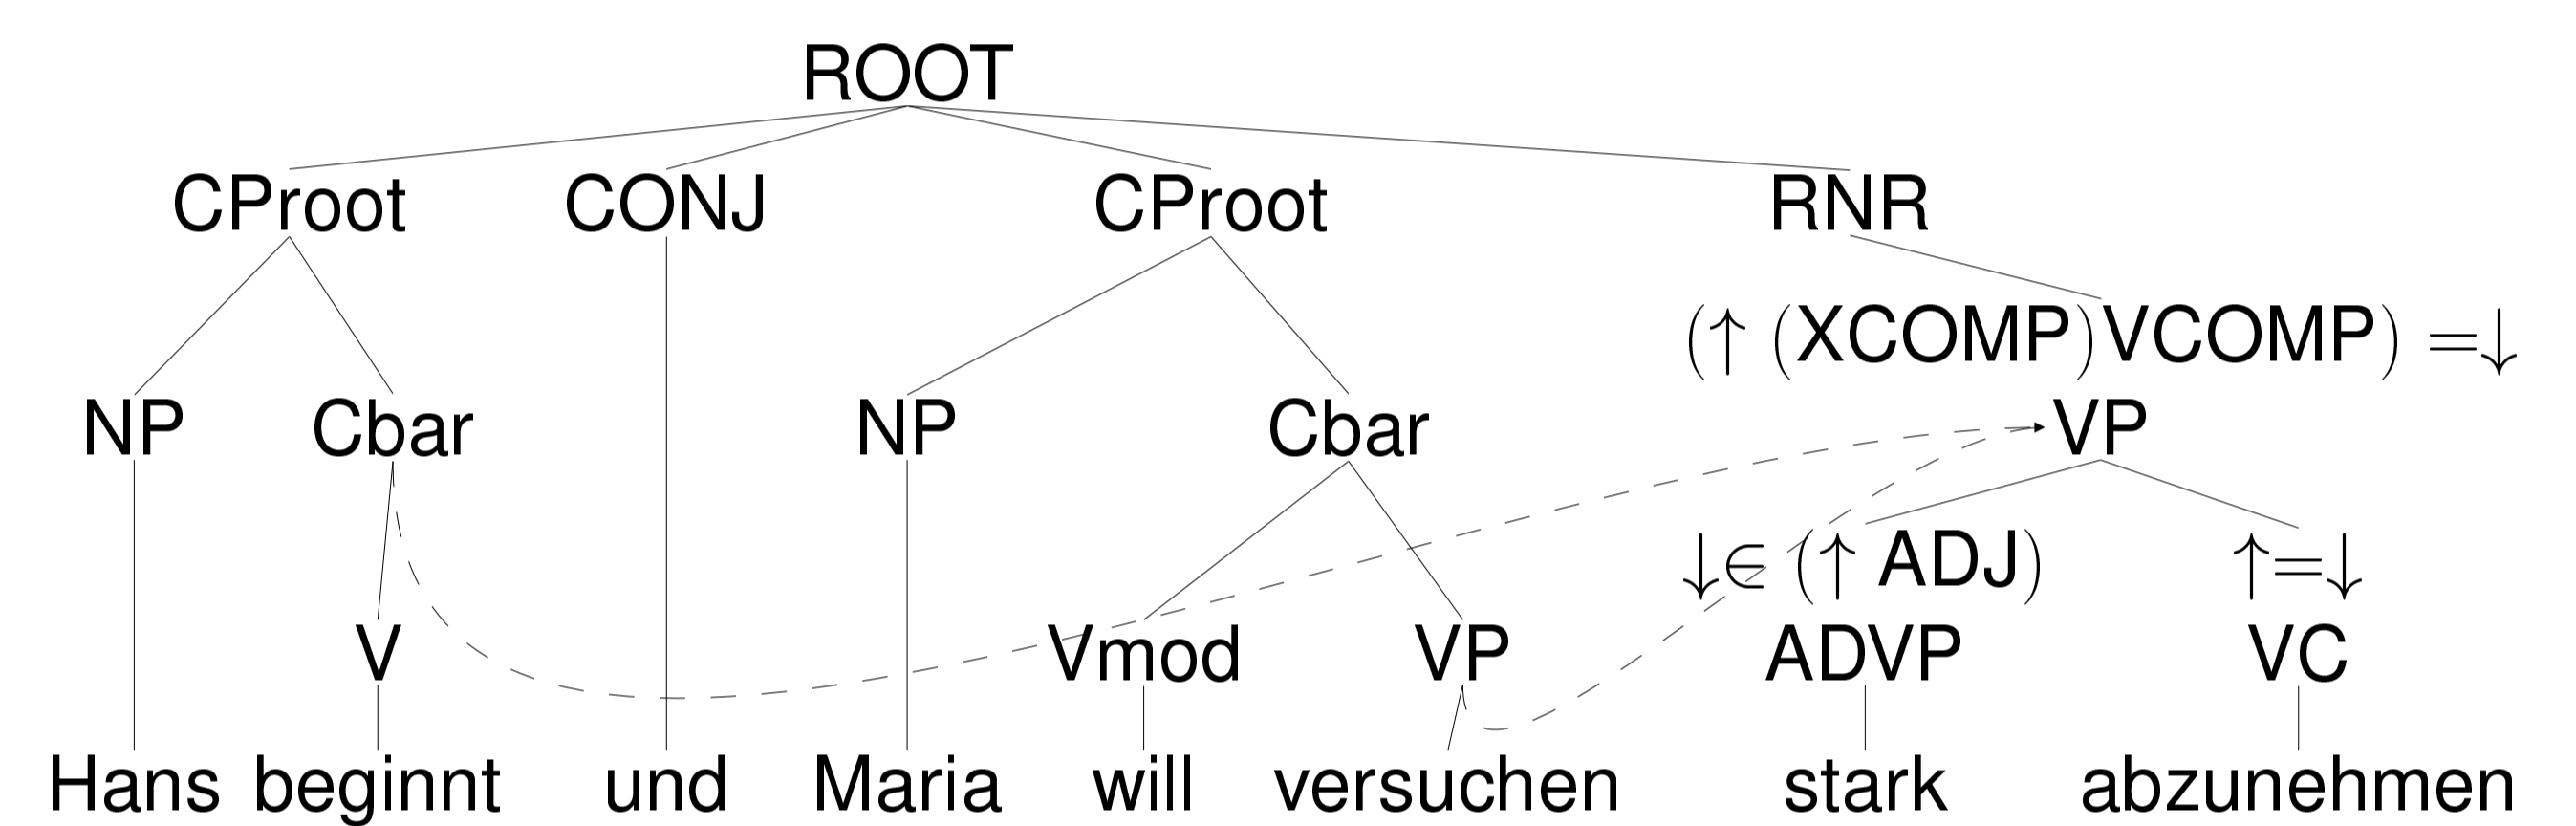 ROOT
CProot CONJ CProot RNR
(↑ (XCOMP)VCOMP) =↓
NP Cbar NP Cbar VP
↓∈ (↑ ADJ) ↑=↓
V Vmod VP ADVP VC
Hans beginnt und Maria will versuchen stark abzunehmen